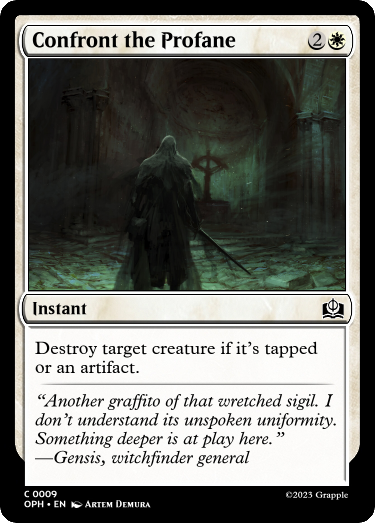 Confront the Profane 2
Instant
Destroy target creature if it's tapped
or an artifact.
“Another graffito of that wretched sigil. I
don't understand its unspoken uniformity.
Something deeper is at play here.”
—Gensis, witchfinder general
C 0009
OPH • EN Artem Demura
©2023 Grapple